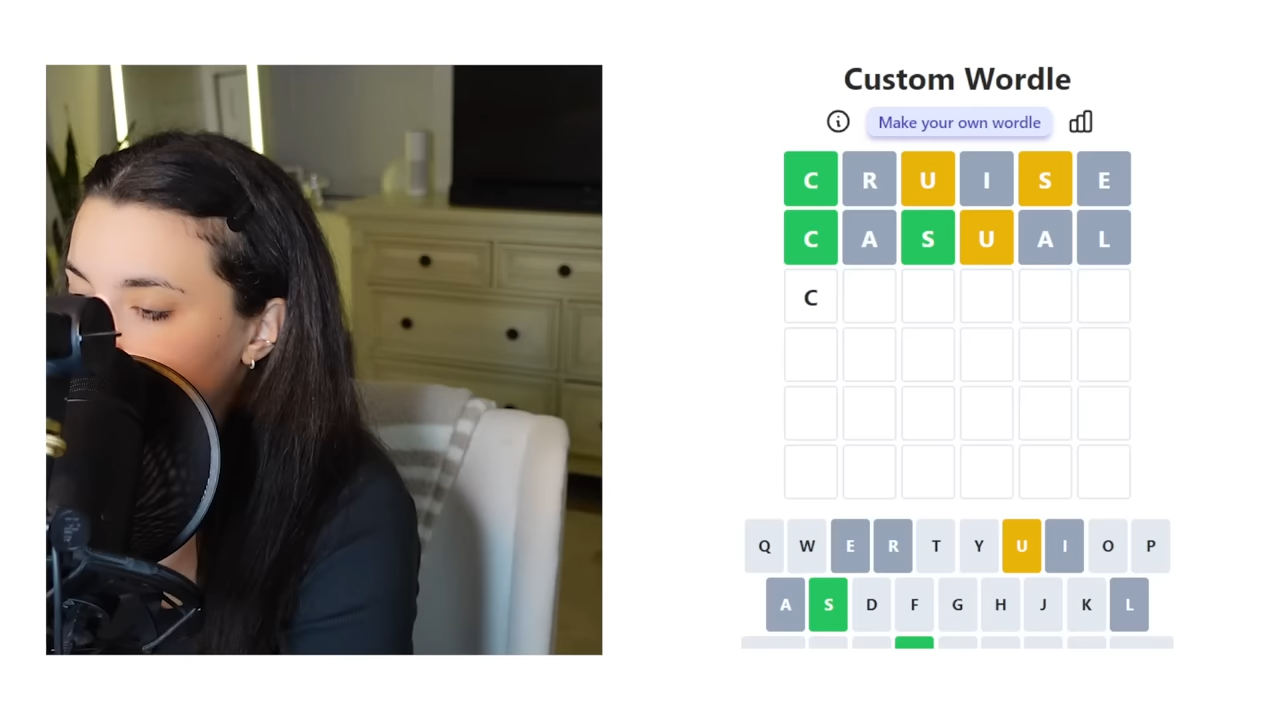 Custom Wordle
Make your own wordle
C R U I S E
C A S U A L
C
Q W E R T Y U I O P
A S D F G H J K L